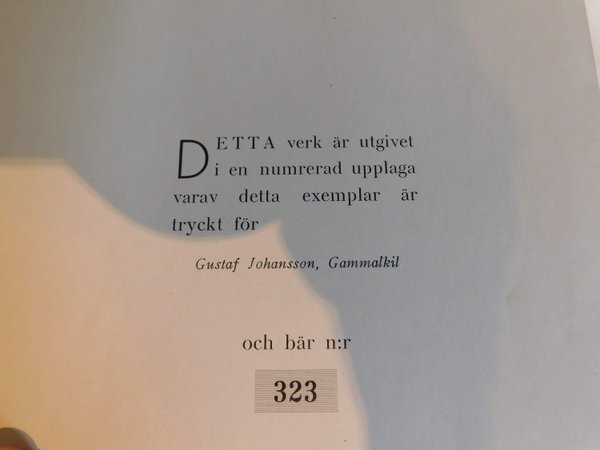 DETTA verk är utgivet
i en numrerad upplaga
varav detta exemplar är
tryckt för
Gustaf Johansson, Gammalkil
och bär n:r
323